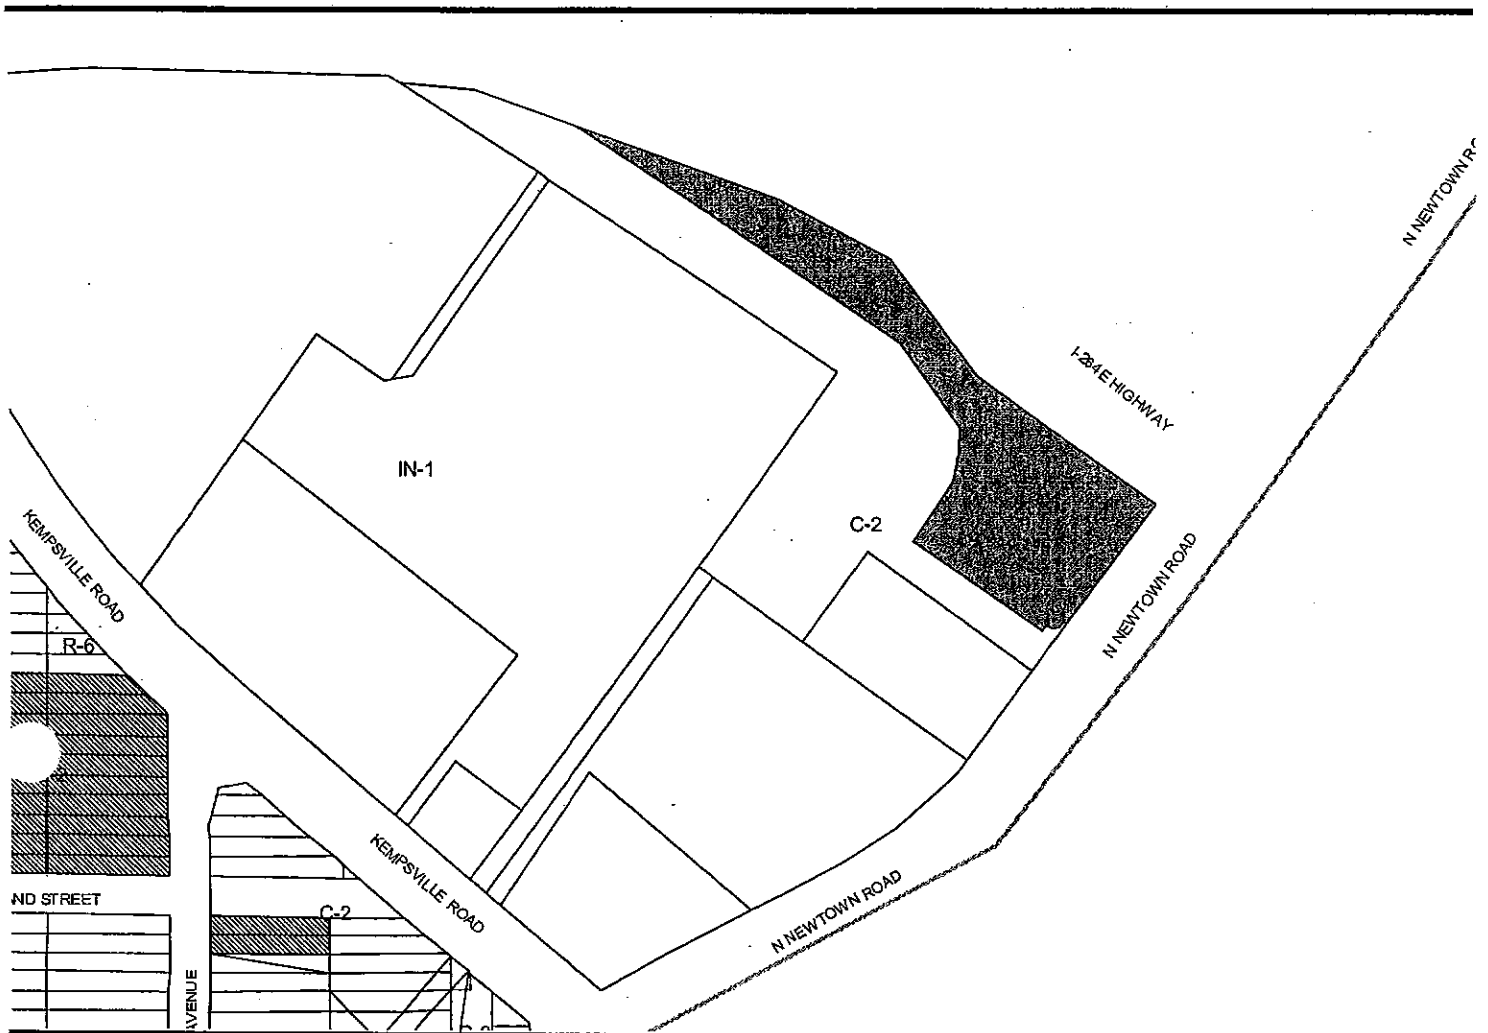 N NEWTOWN RO
I-264 E HIGHWAY
IN-1
C-2
KEMPSVILLE ROAD
N NEWTOWN ROAD
R-6
KEMPSVILLE ROAD
N NEWTOWN ROAD
ND STREET
C-2
AVENUE